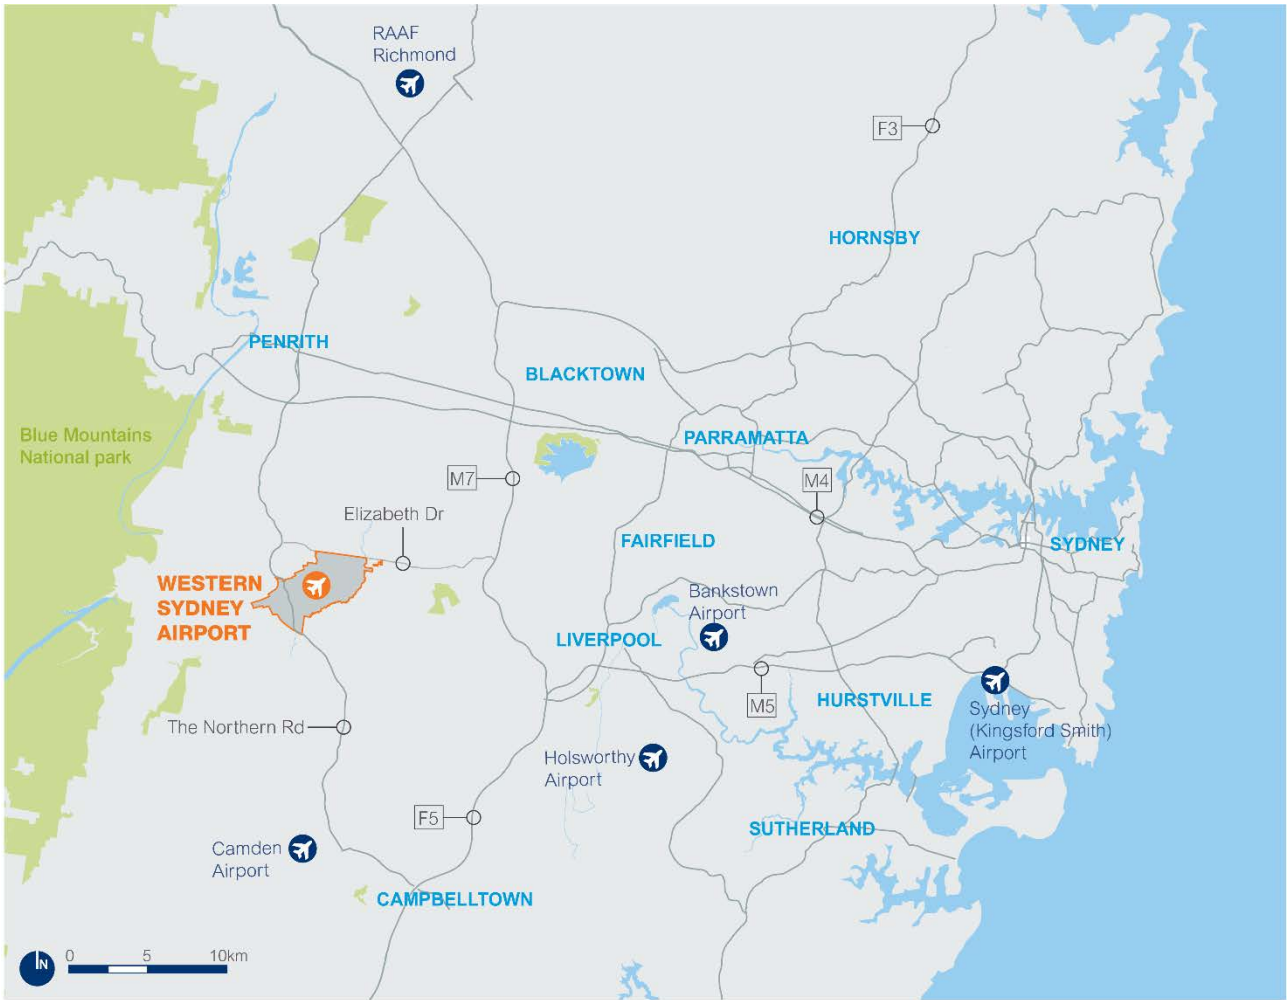 RAAF
Richmond
F3
HORNSBY
PENRITH
BLACKTOWN
Blue Mountains
National park
PARRAMATTA
M7
M4
Elizabeth Dr
FAIRFIELD
SYDNEY
WESTERN
SYDNEY
AIRPORT
Bankstown
Airport
LIVERPOOL
HURSTVILLE
M5
Sydney
(Kingsford Smith)
Airport
The Northern Rd
Holsworthy
Airport
F5
SUTHERLAND
Camden
Airport
CAMPBELLTOWN
N
0 5 10km